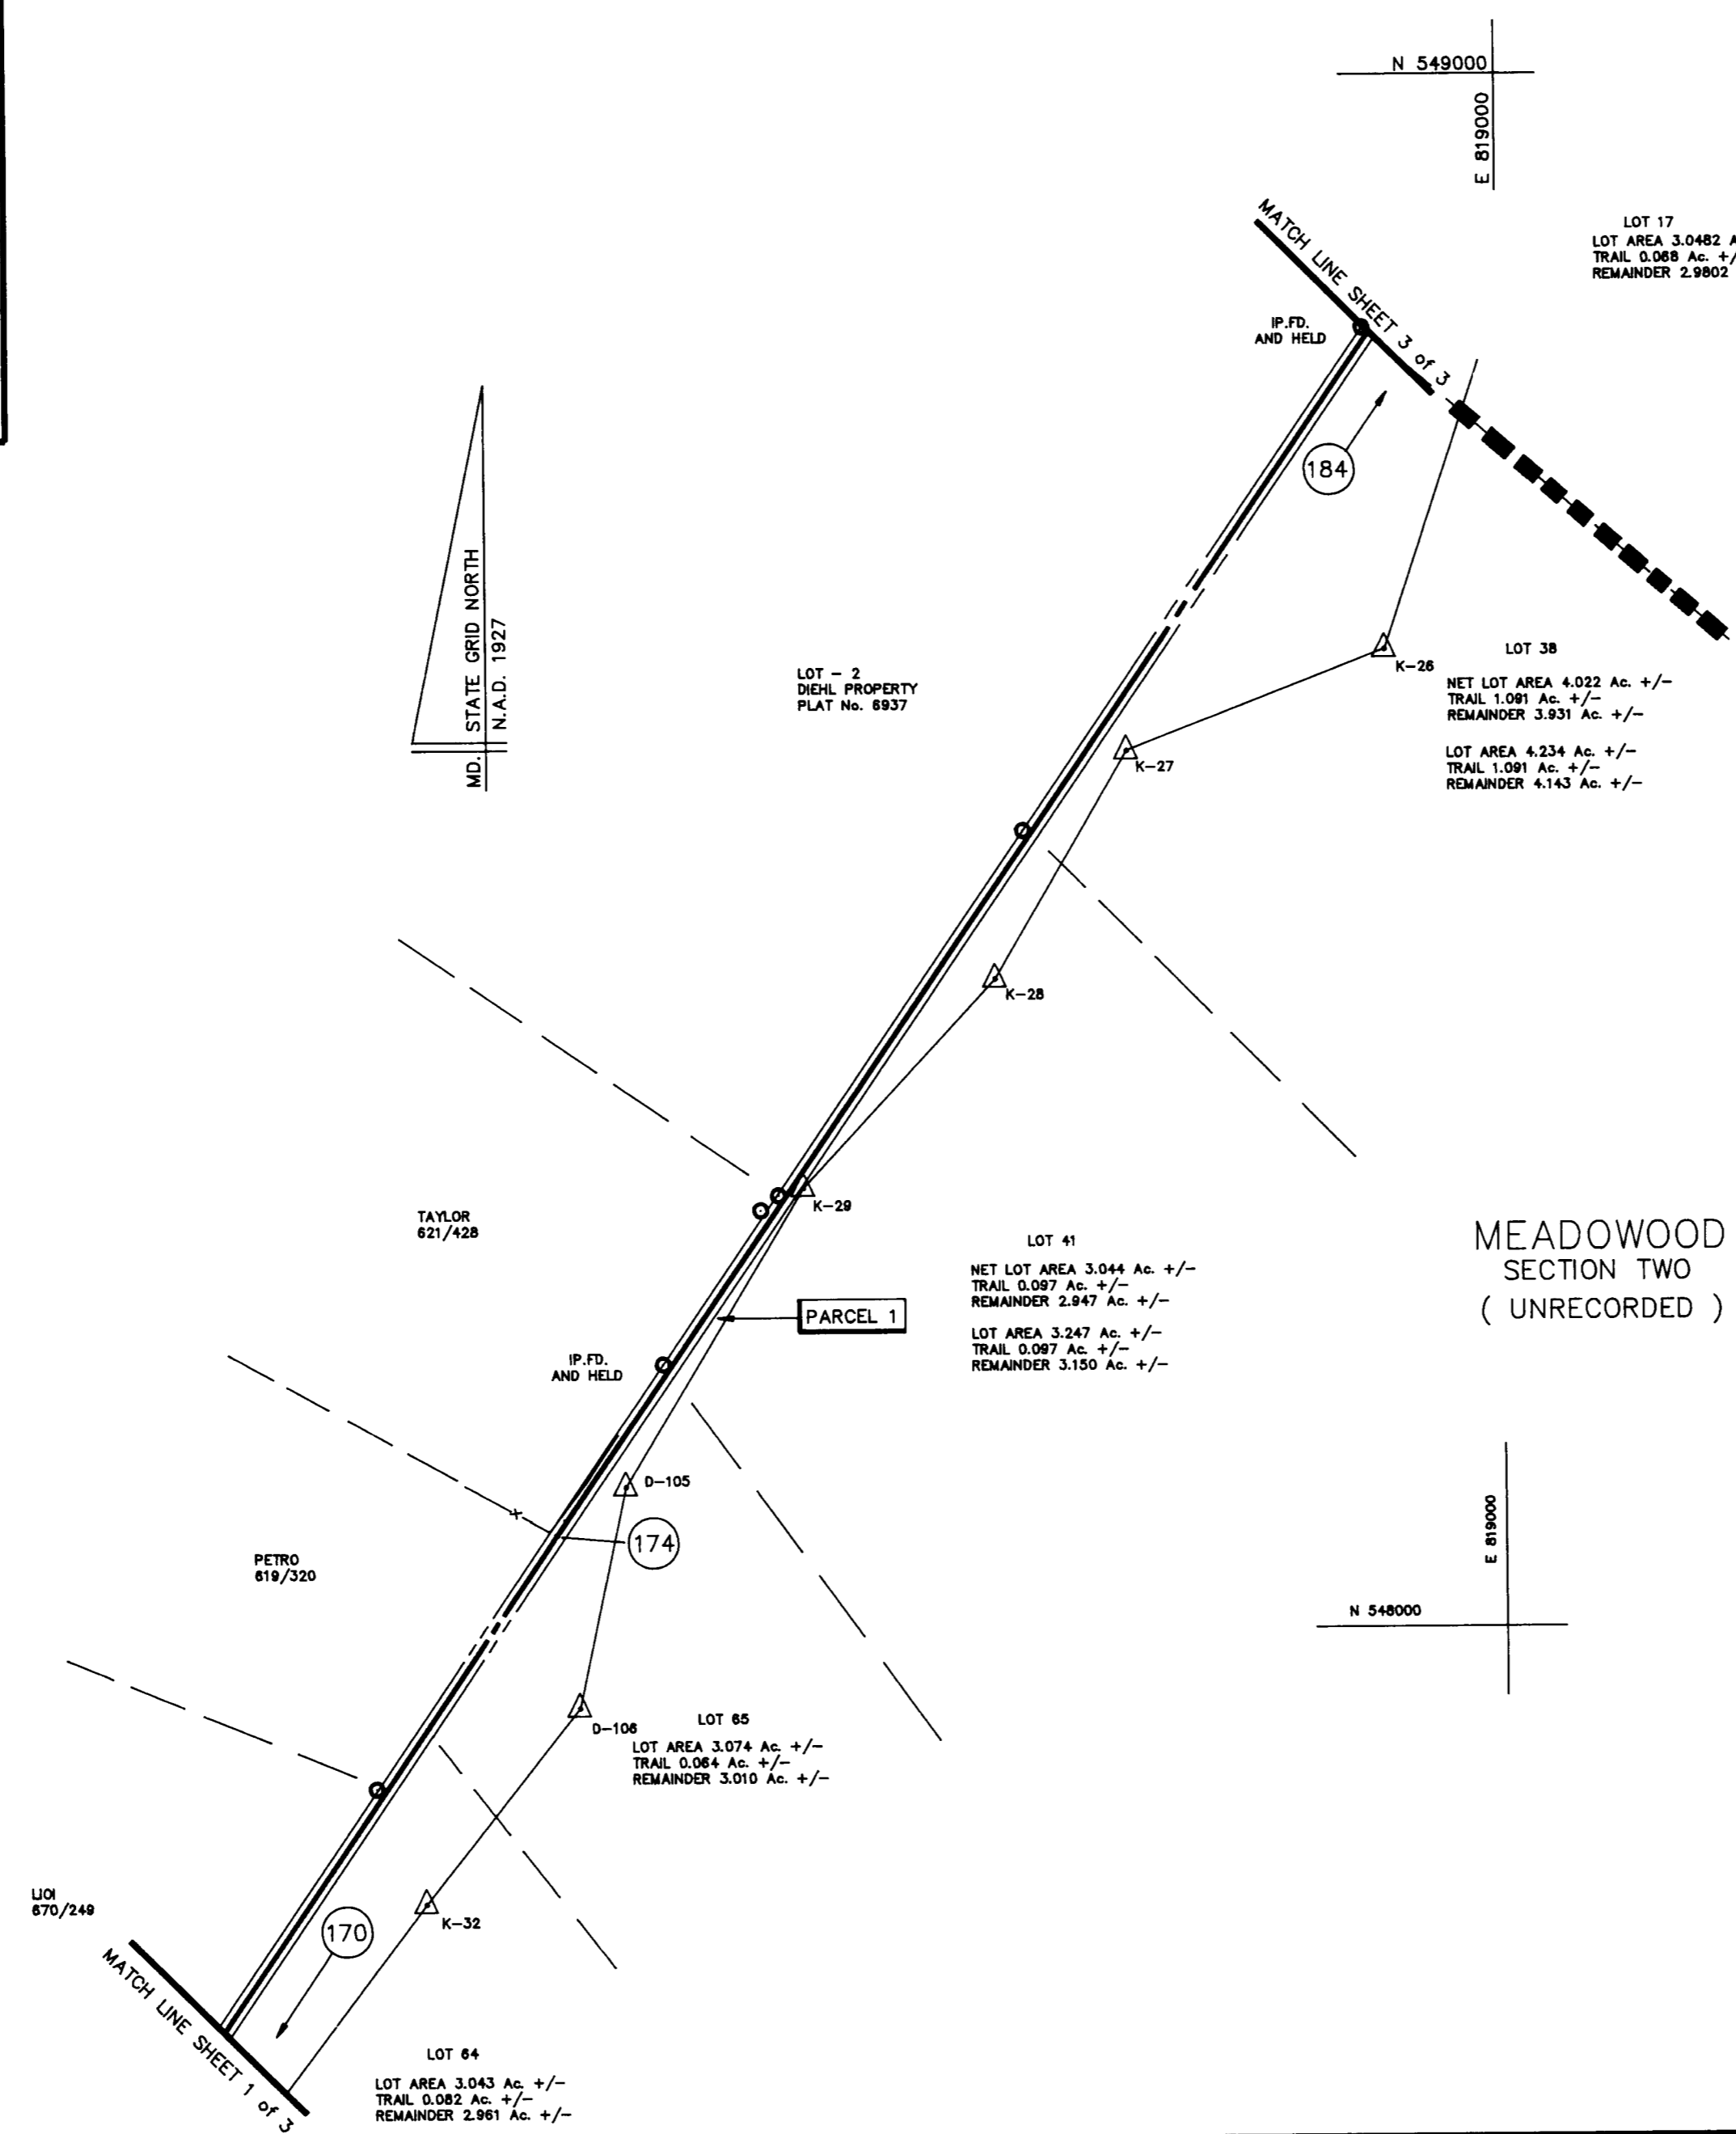 N 549000
E 819000
LOT 17
LOT AREA 3.0482
TRAIL 0.068 Ac. +/
REMAINDER 2.9802
MATCH LINE SHEET 3 of 3
IP.FD.
AND HELD
184
MD. STATE GRID NORTH
N.A.D. 1927
LOT - 2
DIEHL PROPERTY
PLAT No. 6937
K-26
LOT 38
NET LOT AREA 4.022 Ac. +/-
TRAIL 1.091 Ac. +/-
REMAINDER 3.931 Ac. +/-
LOT AREA 4.234 Ac. +/-
TRAIL 1.091 Ac. +/-
REMAINDER 4.143 Ac. +/-
K-27
K-28
K-29
TAYLOR
621/428
LOT 41
NET LOT AREA 3.044 Ac. +/-
TRAIL 0.097 Ac. +/-
REMAINDER 2.947 Ac. +/-
LOT AREA 3.247 Ac. +/-
TRAIL 0.097 Ac. +/-
REMAINDER 3.150 Ac. +/-
MEADOWOOD
SECTION TWO
( UNRECORDED )
PARCEL 1
IP.FD.
AND HELD
D-105
174
PETRO
619/320
E 819000
N 548000
D-106
LOT 65
LOT AREA 3.074 Ac. +/-
TRAIL 0.064 Ac. +/-
REMAINDER 3.010 Ac. +/-
LIOI
670/249
K-32
170
MATCH LINE SHEET 1 of 3
LOT 64
LOT AREA 3.043 Ac. +/-
TRAIL 0.082 Ac. +/-
REMAINDER 2.961 Ac. +/-